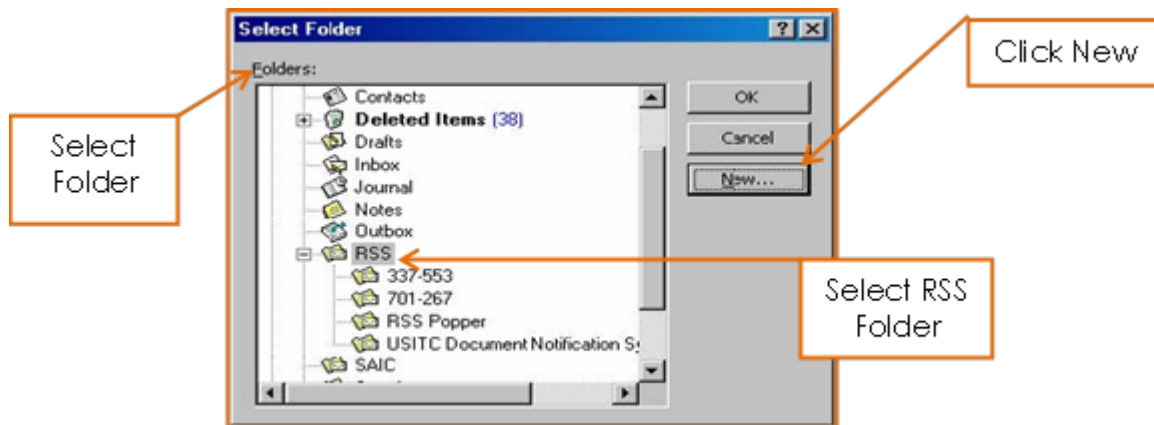 Select Folder
Folders:
Contacts
Deleted Items (38)
Drafts
Inbox
Journal
Notes
Outbox
RSS
337-553
701-267
RSS Popper
USITC Document Notification
SAIC
OK
Cancel
New...
Click New
Select
Folder
Select RSS
Folder